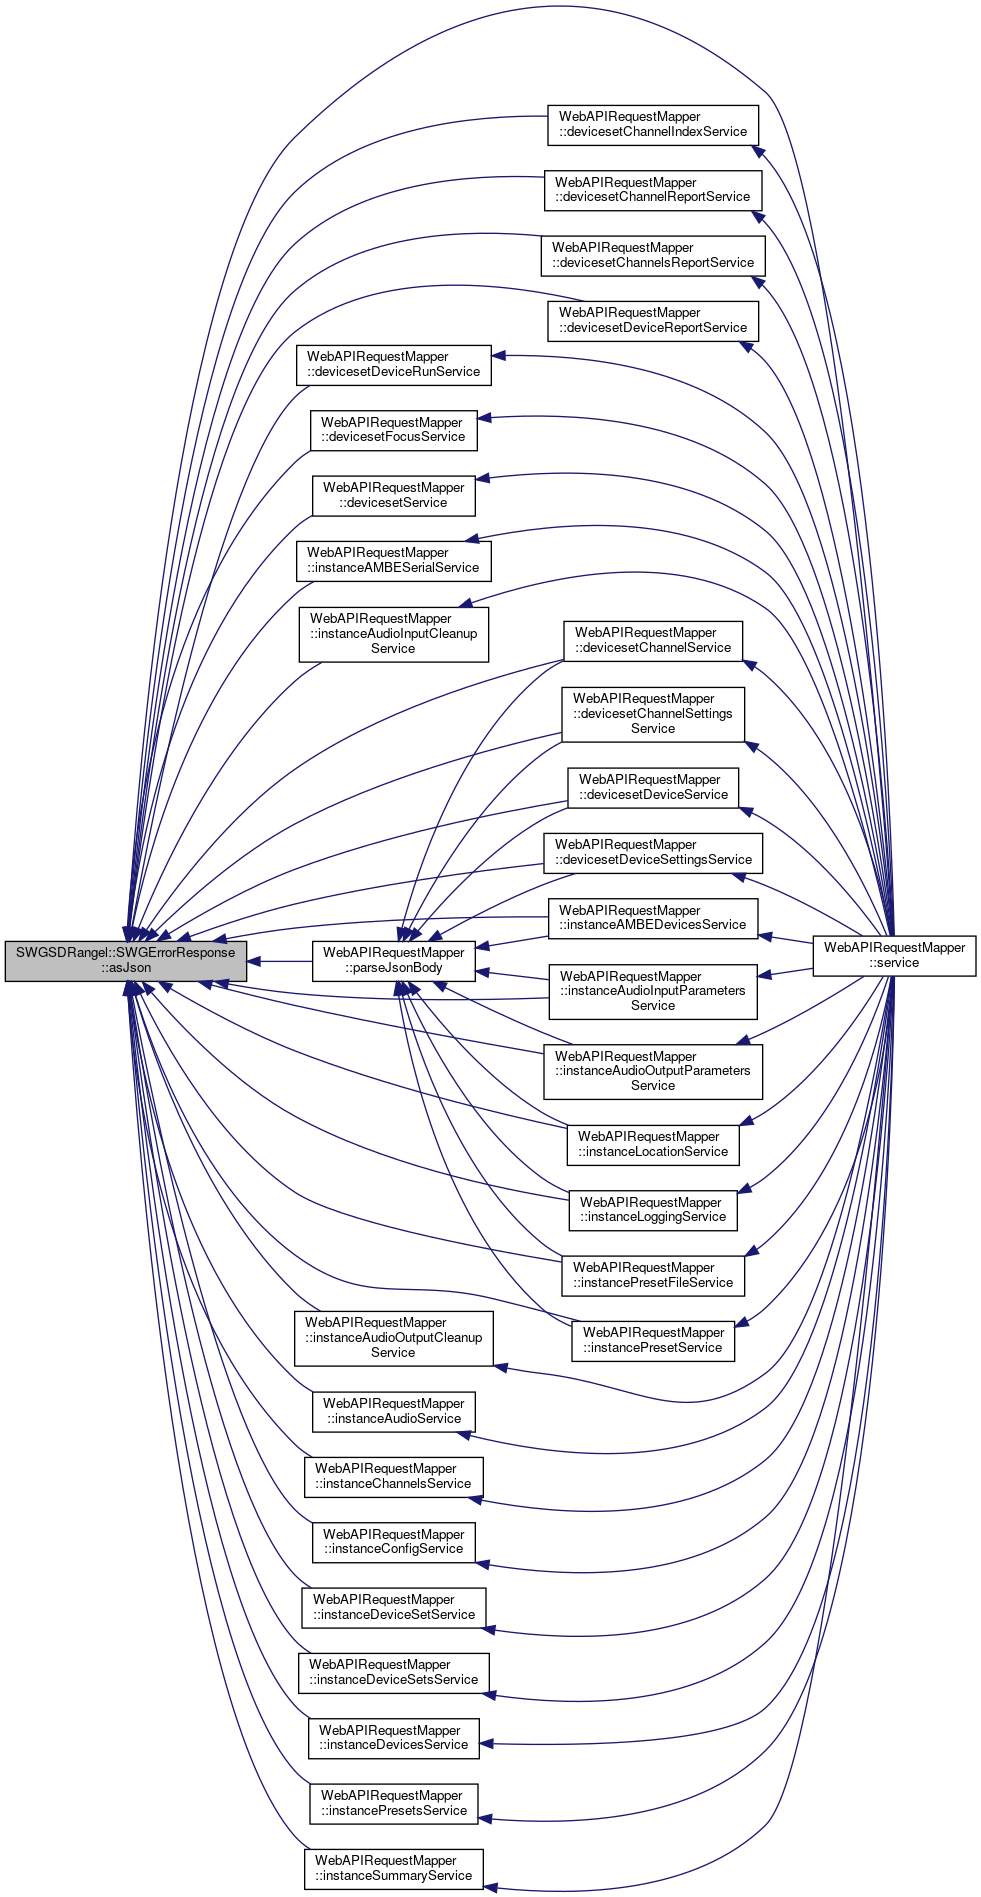 WebAPIRequestMapper
::devicesetChannelIndexService
WebAPIRequestMapper
::devicesetChannelReportService
WebAPIRequestMapper
::devicesetChannelsReportService
WebAPIRequestMapper
::devicesetDeviceReportService
WebAPIRequestMapper
::devicesetDeviceRunService
WebAPIRequestMapper
::devicesetFocusService
WebAPIRequestMapper
::devicesetService
WebAPIRequestMapper
::instanceAMBESerialService
WebAPIRequestMapper
::instanceAudioInputCleanup
Service
WebAPIRequestMapper
::devicesetChannelService
WebAPIRequestMapper
::devicesetChannelSettings
Service
WebAPIRequestMapper
::devicesetDeviceService
WebAPIRequestMapper
::devicesetDeviceSettingsService
WebAPIRequestMapper
::instanceAMBEDevicesService
SWGSDRangel::SWGErrorResponse
::asJson
WebAPIRequestMapper
::parseJsonBody
WebAPIRequestMapper
::service
WebAPIRequestMapper
::instanceAudioInputParameters
Service
WebAPIRequestMapper
::instanceAudioOutputParameters
Service
WebAPIRequestMapper
::instanceLocationService
WebAPIRequestMapper
::instanceLoggingService
WebAPIRequestMapper
::instancePresetFileService
WebAPIRequestMapper
::instancePresetService
WebAPIRequestMapper
::instanceAudioOutputCleanup
Service
WebAPIRequestMapper
::instanceAudioService
WebAPIRequestMapper
::instanceChannelsService
WebAPIRequestMapper
::instanceConfigService
WebAPIRequestMapper
::instanceDeviceSetService
WebAPIRequestMapper
::instanceDeviceSetsService
WebAPIRequestMapper
::instanceDevicesService
WebAPIRequestMapper
::instancePresetsService
WebAPIRequestMapper
::instanceSummaryService